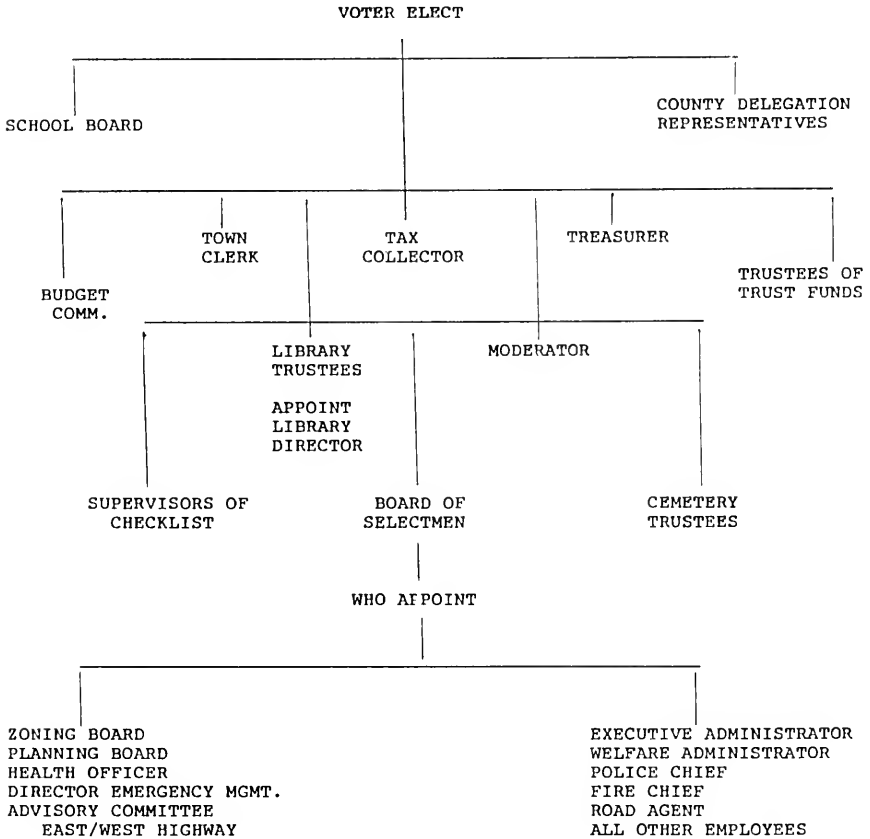 VOTER ELECT
SCHOOL BOARD
COUNTY DELEGATION
REPRESENTATIVES
BUDGET
COMM.
TOWN
CLERK
TAX
COLLECTOR
TREASURER
TRUSTEES OF
TRUST FUNDS
LIBRARY
TRUSTEES
APPOINT
LIBRARY
DIRECTOR
MODERATOR
SUPERVISORS OF
CHECKLIST
BOARD OF
SELECTMEN
CEMETERY
TRUSTEES
WHO APPOINT
ZONING BOARD
PLANNING BOARD
HEALTH OFFICER
DIRECTOR EMERGENCY MGMT.
ADVISORY COMMITTEE
EAST/WEST HIGHWAY
EXECUTIVE ADMINISTRATOR
WELFARE ADMINISTRATOR
POLICE CHIEF
FIRE CHIEF
ROAD AGENT
ALL OTHER EMPLOYEES